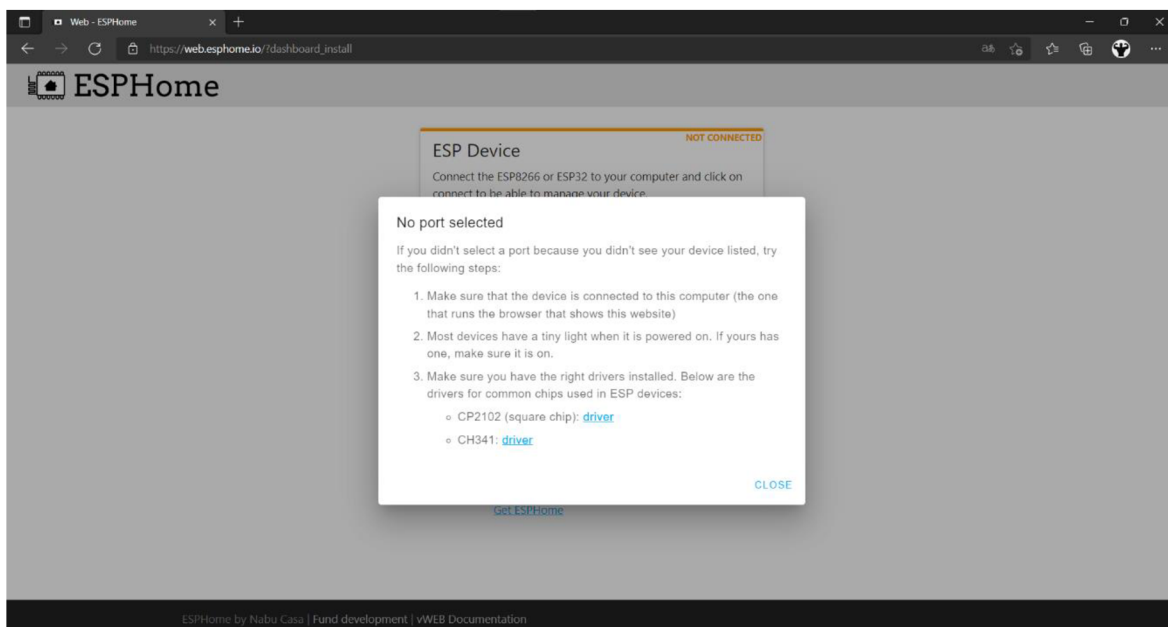 Web - ESPHome
https://web.esphome.io/?dashboard_install
ESPHome
NOT CONNECTED
ESP Device
Connect the ESP8266 or ESP32 to your computer and click on
connect to be able to manage your device.
No port selected
If you didn't select a port because you didn't see your device listed, try
the following steps:
1. Make sure that the device is connected to this computer (the one
that runs the browser that shows this website)
2. Most devices have a tiny light when it is powered on. If yours has
one, make sure it is on.
3. Make sure you have the right drivers installed. Below are the
drivers for common chips used in ESP devices:
CP2102 (square chip): driver
CH341: driver
CLOSE
Get ESPHome
ESPHome by Nabu Casa | Fund development | vWEB Documentation